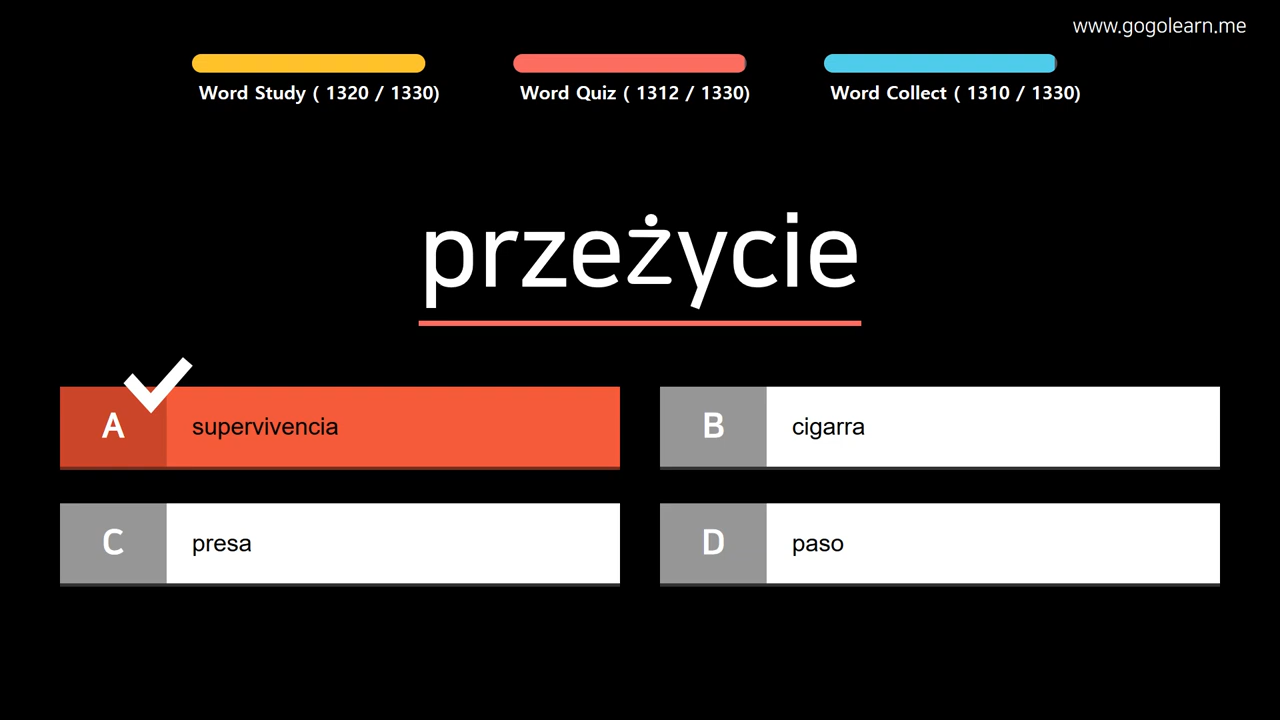 www.gogolearn.me
Word Study ( 1320 / 1330)
Word Quiz ( 1312 / 1330)
Word Collect ( 1310 / 1330)
przeżycie
A supervivencia
B cigarra
C presa
D paso